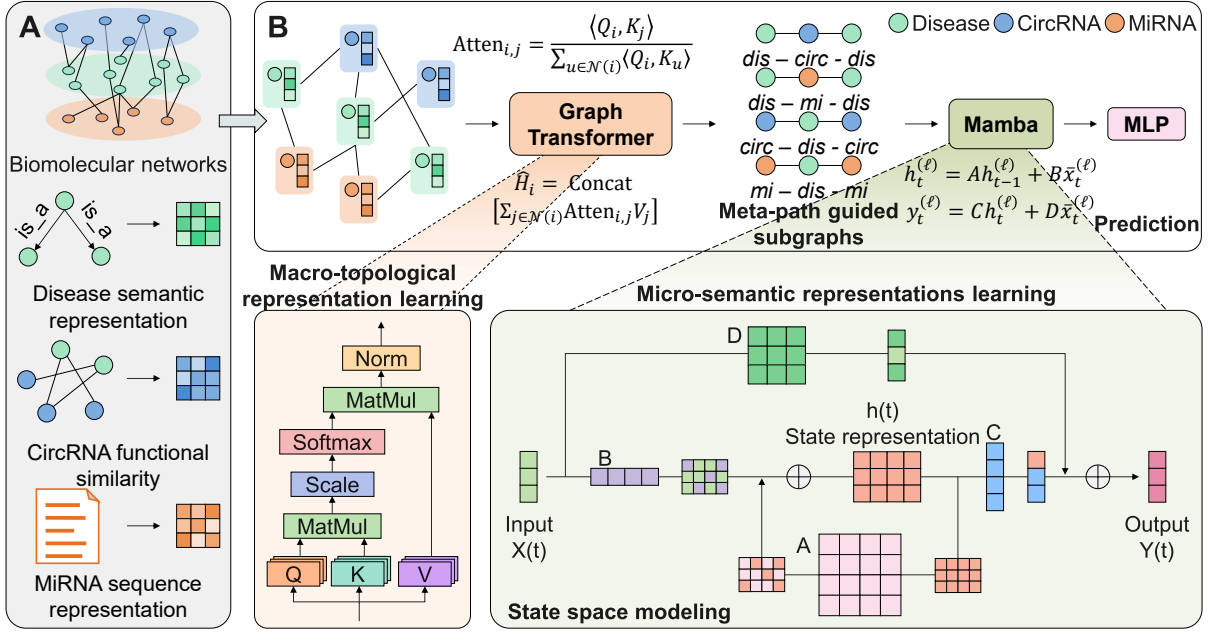 A
Biomolecular networks
is_a
is_a
Disease semantic
representation
CircRNA functional
similarity
MiRNA sequence
representation
B
Disease
CircRNA
MiRNA
Atten_{i,j} = ⟨Q_i, K_j⟩ / Σ_{u∈𝒩(i)}⟨Q_i, K_u⟩
Graph
Transformer
Ĥ_i = Concat
[Σ_{j∈𝒩(i)}Atten_{i,j}V_j]
dis – circ - dis
dis – mi - dis
circ – dis - circ
mi – dis - mi
Meta-path guided
subgraphs
Mamba
h_t^{(ℓ)} = Ah_{t-1}^{(ℓ)} + Bx̄_t^{(ℓ)}
y_t^{(ℓ)} = Ch_t^{(ℓ)} + Dx̄_t^{(ℓ)}
MLP
Prediction
Macro-topological
representation learning
Norm
MatMul
Softmax
Scale
MatMul
Q
K
V
Micro-semantic representations learning
D
h(t)
State representation
B
C
Input
X(t)
A
Output
Y(t)
State space modeling